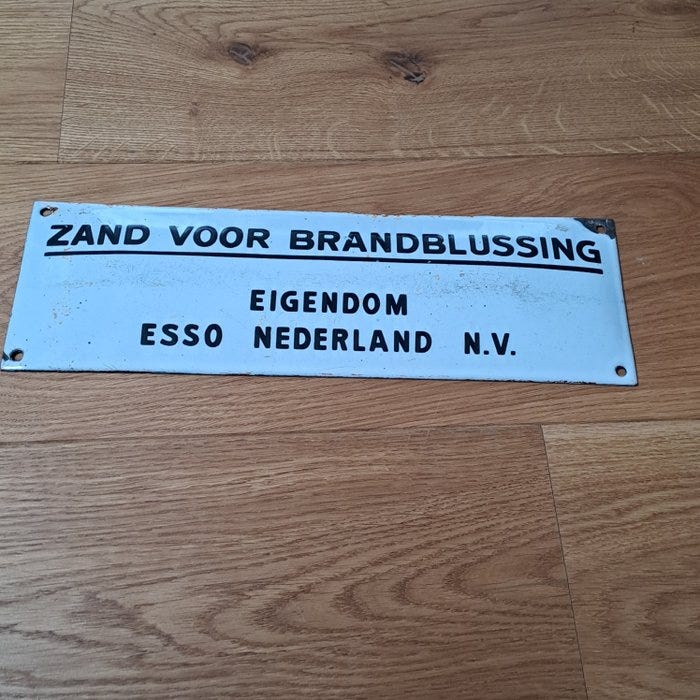 ZAND VOOR BRANDBLUSSING
EIGENDOM
ESSO NEDERLAND N.V.